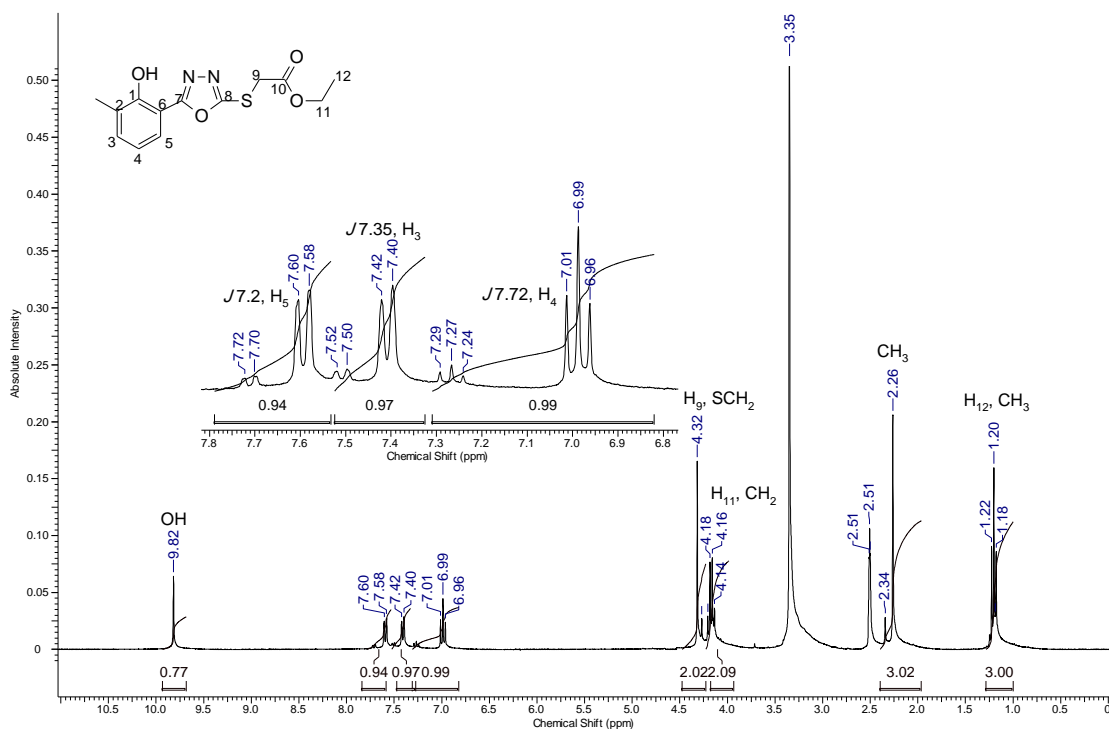 3.35
0.50
0.45
0.40
0.35
0.30
0.25
0.20
0.15
0.10
0.05
0
Absolute Intensity
OH
N N
O
S
O
O
1
2
3
4
5
6
7
8
9
10
11
12
J 7.2, H5
J 7.35, H3
J 7.72, H4
7.72
7.70
7.60
7.58
7.52
7.50
7.42
7.40
7.29
7.27
7.24
7.01
6.99
6.96
0.94 0.97 0.99
7.8 7.7 7.6 7.5 7.4 7.3 7.2 7.1 7.0 6.9 6.8
Chemical Shift (ppm)
OH
9.82
7.60
7.58
7.42
7.40
7.01
6.99
6.96
H9, SCH2
4.32
H11, CH2
4.18
4.16
4.14
2.51
2.51
2.34
CH3
2.26
H12, CH3
1.22
1.20
1.18
0.77 0.94 0.97 0.99 2.02 2.09 3.02 3.00
10.0 9.5 9.0 8.5 8.0 7.5 7.0 6.5 6.0 5.5 5.0 4.5 4.0 3.5 3.0 2.5 2.0 1.5 1.0 0.5 0
Chemical Shift (ppm)